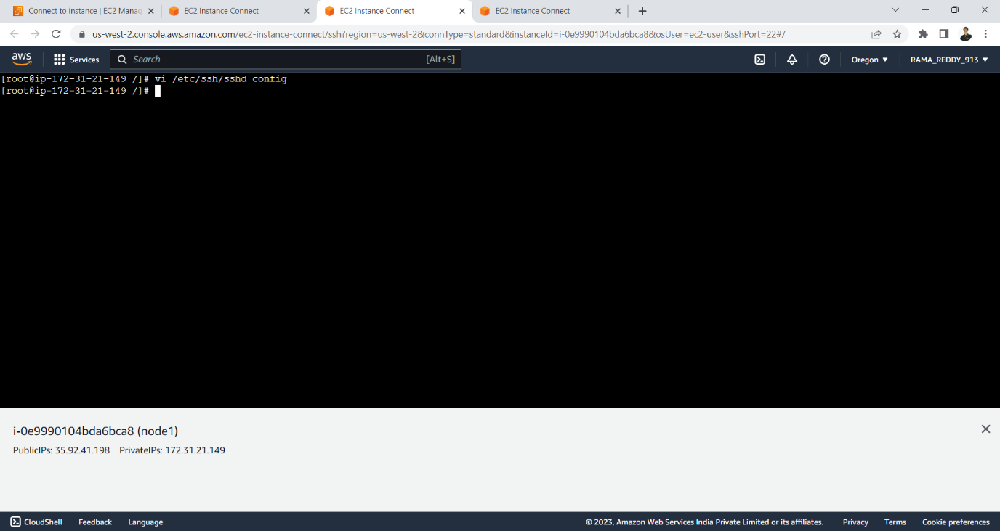 Connect to instance | EC2 Manag
EC2 Instance Connect
EC2 Instance Connect
EC2 Instance Connect
us-west-2.console.aws.amazon.com/ec2-instance-connect/ssh?region=us-west-2&connType=standard&instanceId=i-0e9990104bda6bca8&osUser=ec2-user&sshPort=22#/
aws Services Search [Alt+S] Oregon RAMA_REDDY_913
[root@ip-172-31-21-149 /]# vi /etc/ssh/sshd_config
[root@ip-172-31-21-149 /]#
i-0e9990104bda6bca8 (node1)
PublicIPs: 35.92.41.198 PrivateIPs: 172.31.21.149
CloudShell Feedback Language © 2023, Amazon Web Services India Private Limited or its affiliates. Privacy Terms Cookie preferences